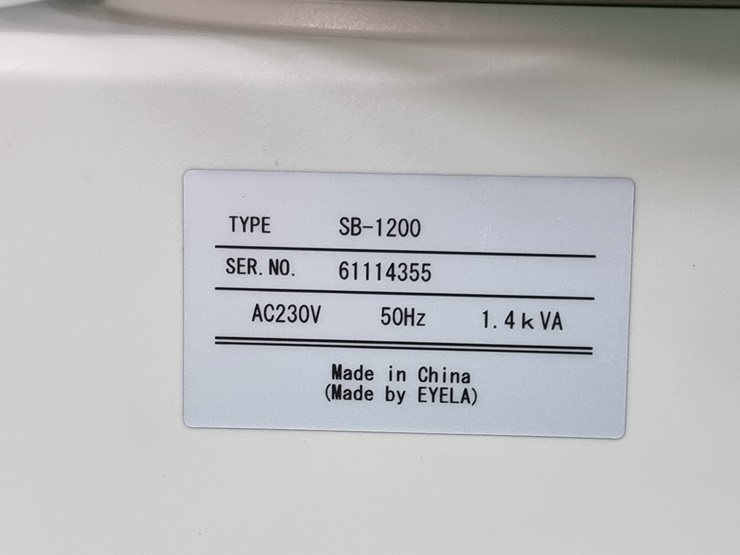 TYPE SB-1200
SER. NO. 61114355
AC230V 50Hz 1.4kVA
Made in China
(Made by EYELA)